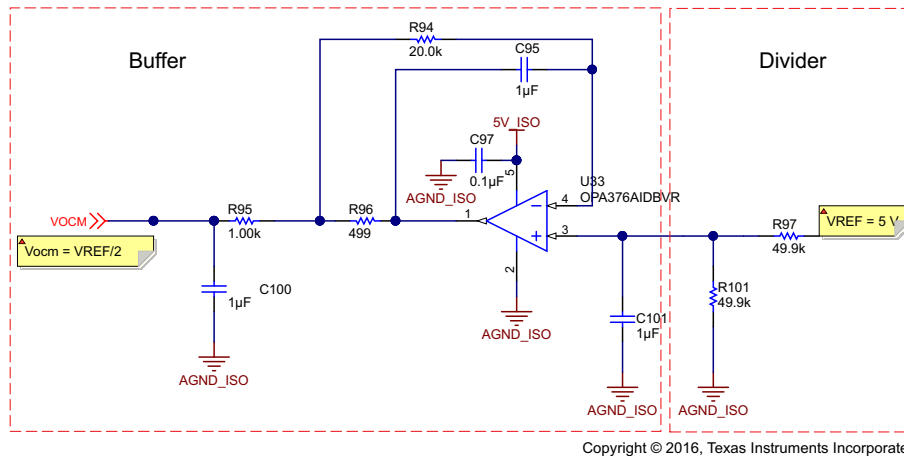 Buffer
Divider
R94
20.0k
C95
1µF
5V_ISO
C97
0.1µF
AGND_ISO
5
U33
OPA376AIDBVR
4
3
1
2
VOCM
Vocm = VREF/2
R95
1.00k
R96
499
C100
1µF
AGND_ISO
AGND_ISO
C101
1µF
AGND_ISO
R97
49.9k
VREF = 5 V
R101
49.9k
AGND_ISO
Copyright © 2016, Texas Instruments Incorporate